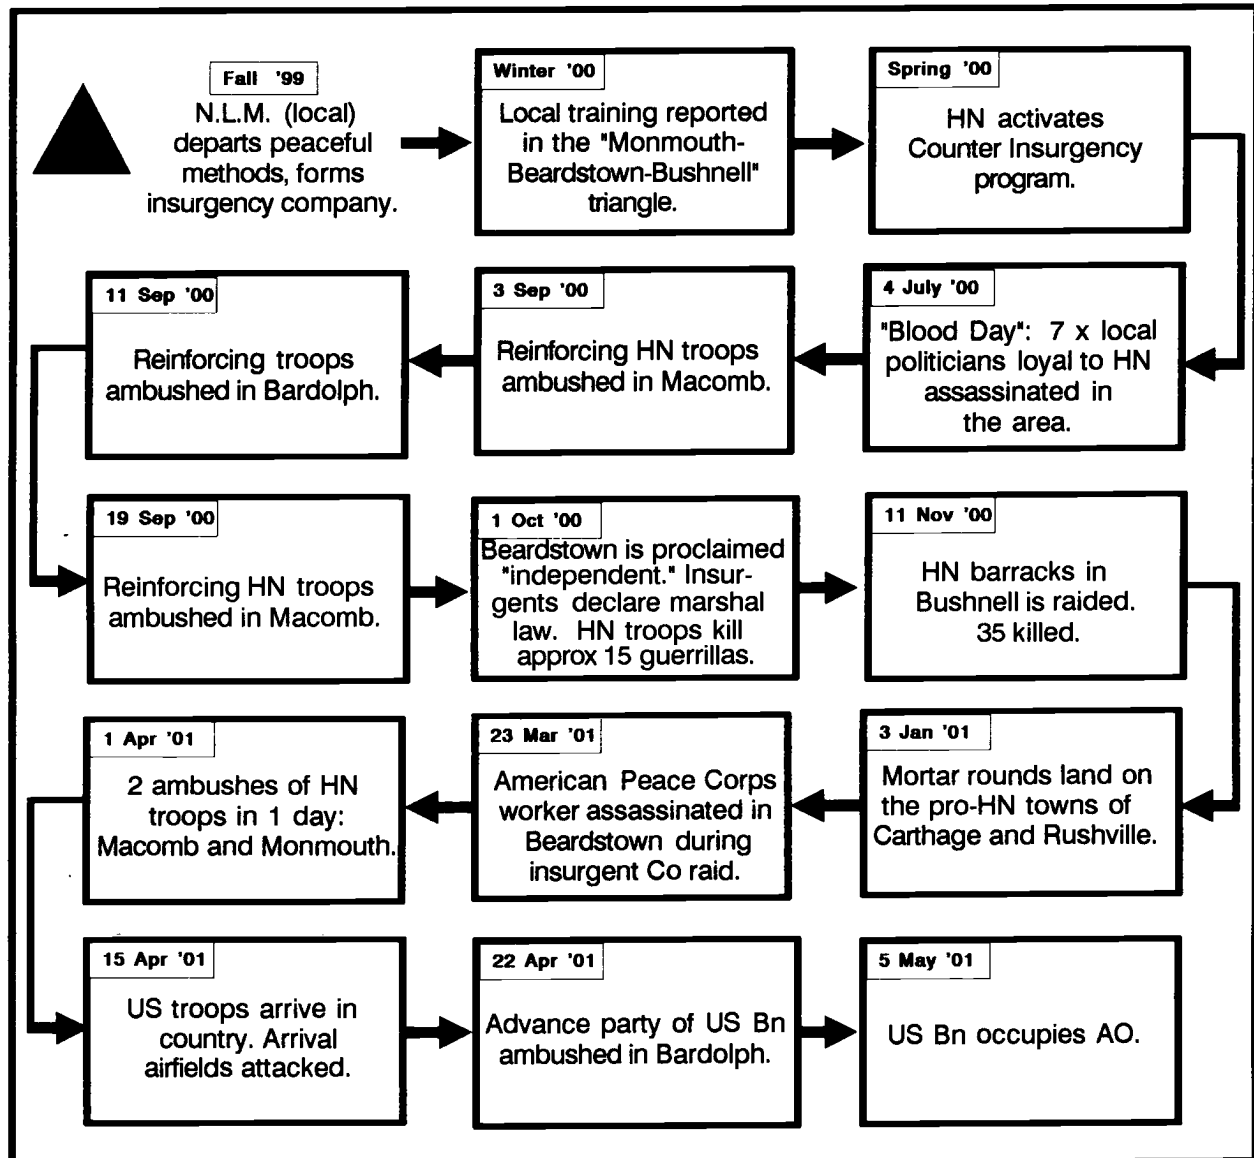 Fall '99
N.L.M. (local)
departs peaceful
methods, forms
insurgency company.
Winter '00
Local training reported
in the "Monmouth-
Beardstown-Bushnell"
triangle.
Spring '00
HN activates
Counter Insurgency
program.
4 July '00
"Blood Day": 7 x local
politicians loyal to HN
assassinated in
the area.
3 Sep '00
Reinforcing HN troops
ambushed in Macomb.
11 Sep '00
Reinforcing troops
ambushed in Bardolph.
19 Sep '00
Reinforcing HN troops
ambushed in Macomb.
1 Oct '00
Beardstown is proclaimed
"independent." Insur-
gents declare marshal
law. HN troops kill
approx 15 guerrillas.
11 Nov '00
HN barracks in
Bushnell is raided.
35 killed.
3 Jan '01
Mortar rounds land on
the pro-HN towns of
Carthage and Rushville.
23 Mar '01
American Peace Corps
worker assassinated in
Beardstown during
insurgent Co raid.
1 Apr '01
2 ambushes of HN
troops in 1 day:
Macomb and Monmouth.
15 Apr '01
US troops arrive in
country. Arrival
airfields attacked.
22 Apr '01
Advance party of US Bn
ambushed in Bardolph.
5 May '01
US Bn occupies AO.